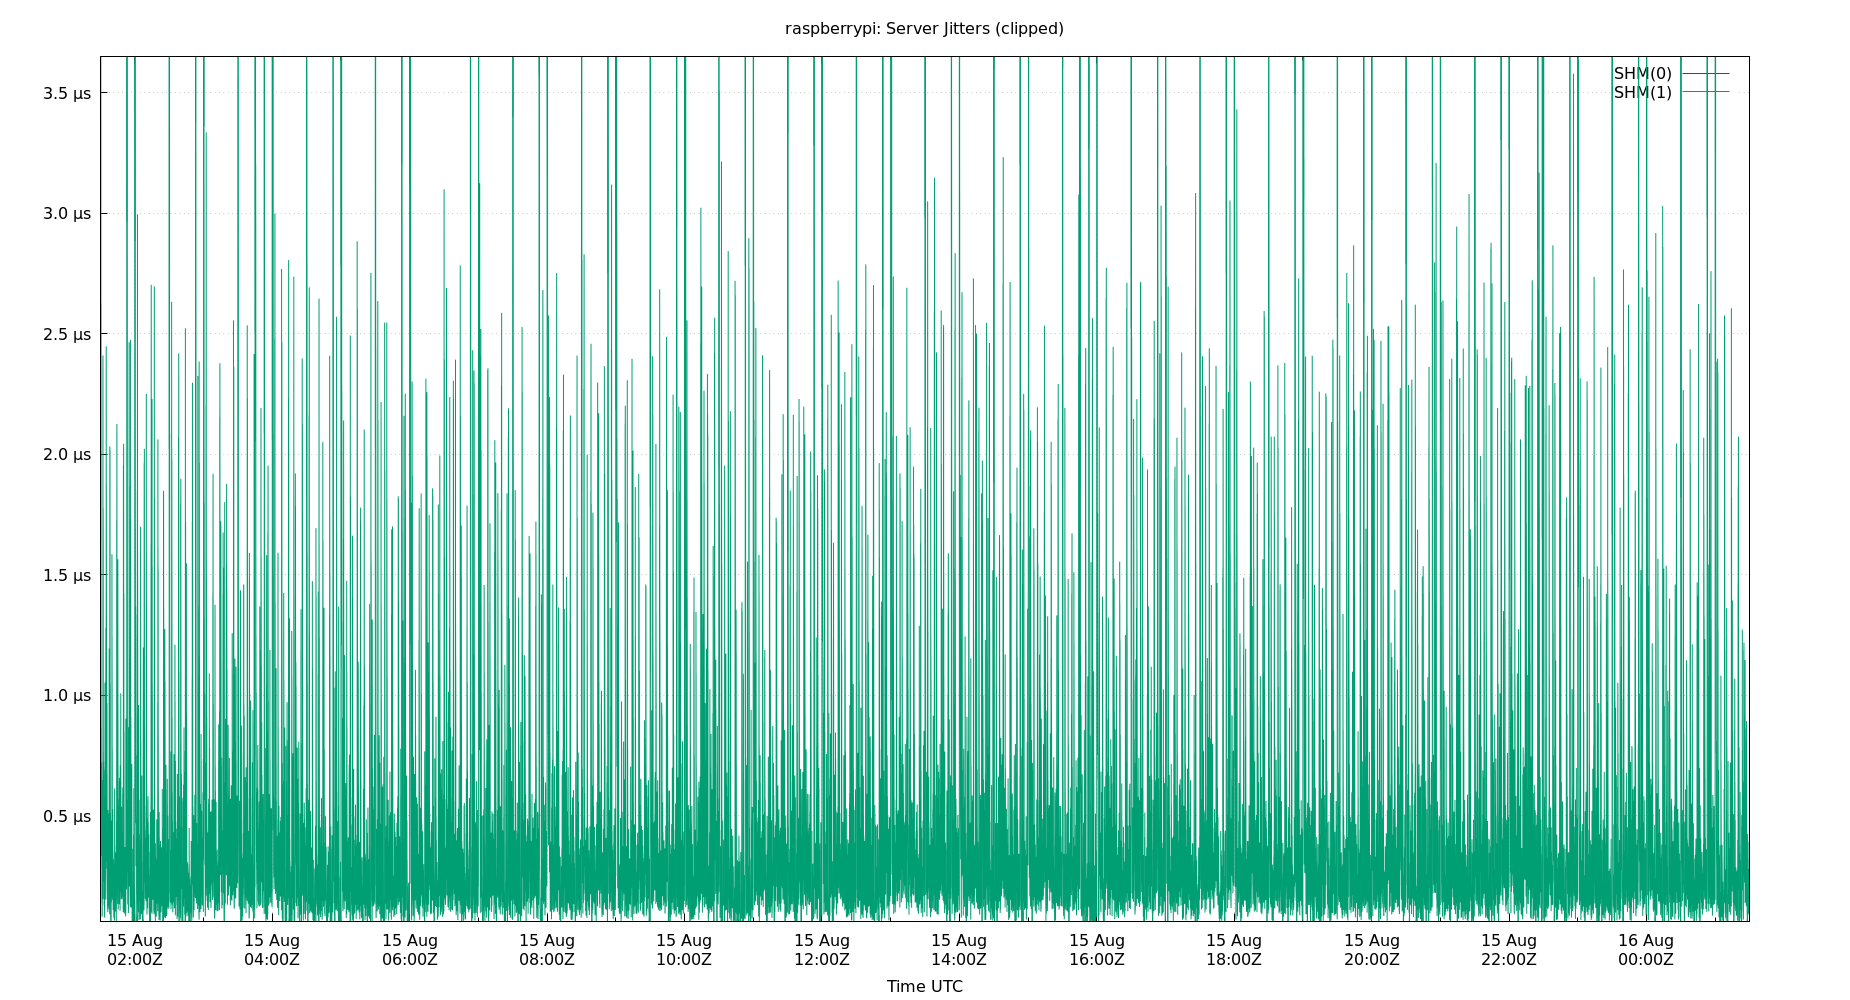 raspberrypi: Server Jitters (clipped)
SHM(0)
SHM(1)
3.5 µs
3.0 µs
2.5 µs
2.0 µs
1.5 µs
1.0 µs
0.5 µs
15 Aug 15 Aug 15 Aug 15 Aug 15 Aug 15 Aug 15 Aug 15 Aug 15 Aug 15 Aug 15 Aug 16 Aug
02:00Z 04:00Z 06:00Z 08:00Z 10:00Z 12:00Z 14:00Z 16:00Z 18:00Z 20:00Z 22:00Z 00:00Z
Time UTC